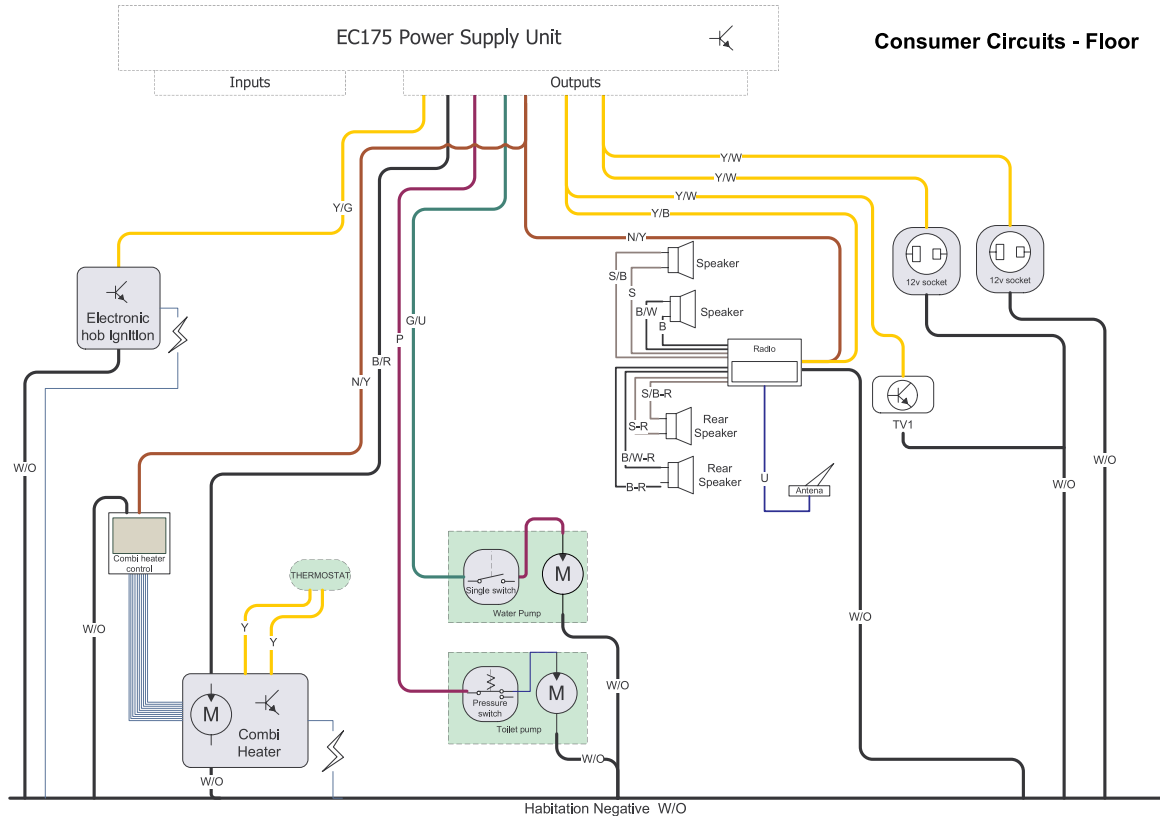 EC175 Power Supply Unit
Consumer Circuits - Floor
Inputs
Outputs
Y/W
Y/W
Y/W
Y/G
Y/B
N/Y
Speaker
S/B
S
12v socket
12v socket
B/W
Speaker
B
G/U
Electronic
hob Ignition
P
Radio
B/R
N/Y
S/B-R
TV1
Rear
Speaker
S-R
B/W-R
W/O
W/O
Rear
Speaker
B-R
U
Antena
W/O
Combi heater
control
THERMOSTAT
M
Single switch
Water Pump
W/O
W/O
Y
Y
W/O
M
Pressure
switch
M
Toilet pump
Combi
Heater
W/O
W/O
Habitation Negative W/O